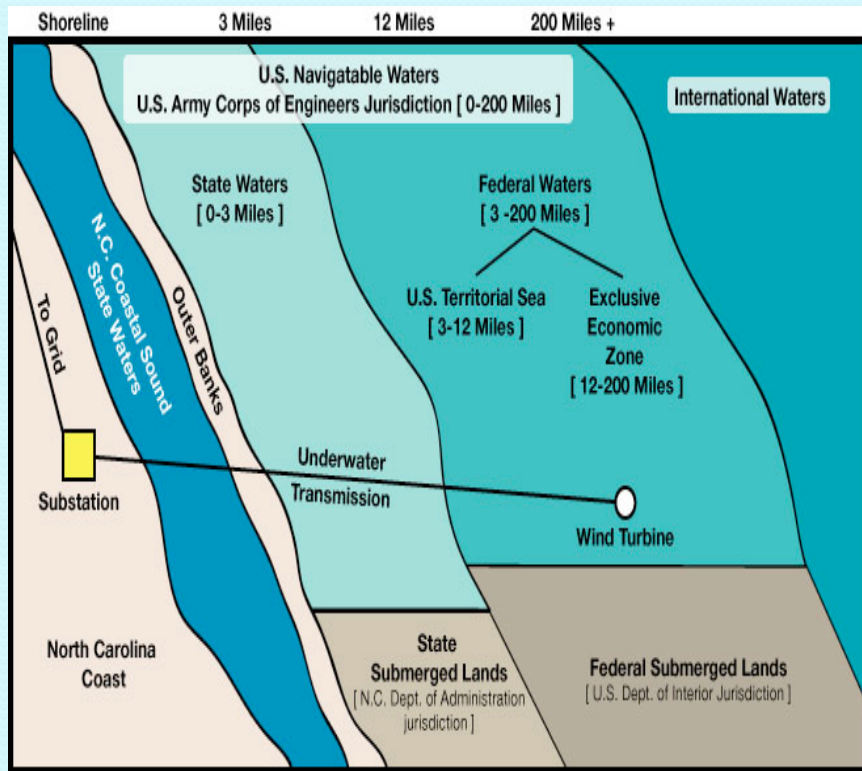 Shoreline
3 Miles
12 Miles
200 Miles +
U.S. Navigatable Waters
U.S. Army Corps of Engineers Jurisdiction [ 0-200 Miles ]
International Waters
State Waters
[ 0-3 Miles ]
Federal Waters
[ 3 -200 Miles ]
U.S. Territorial Sea
[ 3-12 Miles ]
Exclusive
Economic
Zone
[ 12-200 Miles ]
N.C. Coastal Sound
State Waters
Outer Banks
To Grid
Substation
Underwater
Transmission
Wind Turbine
North Carolina
Coast
State
Submerged Lands
[ N.C. Dept. of Administration
jurisdiction ]
Federal Submerged Lands
[ U.S. Dept. of Interior Jurisdiction ]